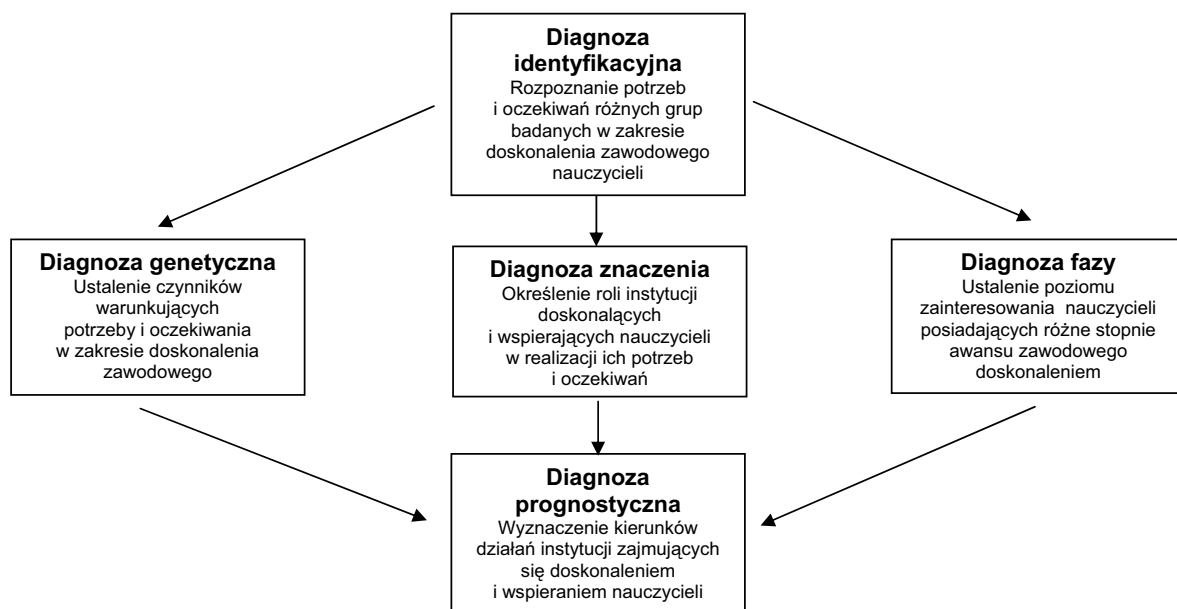 Diagnoza
identyfikacyjna
Rozpoznanie potrzeb
i oczekiwań różnych grup
badanych w zakresie
doskonalenia zawodowego
nauczycieli
Diagnoza genetyczna
Ustalenie czynników
warunkujących
potrzeby i oczekiwania
w zakresie doskonalenia
zawodowego
Diagnoza znaczenia
Określenie roli instytucji
doskonalących
i wspierających nauczycieli
w realizacji ich potrzeb
i oczekiwań
Diagnoza fazy
Ustalenie poziomu
zainteresowania nauczycieli
posiadających różne stopnie
awansu zawodowego
doskonaleniem
Diagnoza
prognostyczna
Wyznaczenie kierunków
działań instytucji zajmujących
się doskonaleniem
i wspieraniem nauczycieli